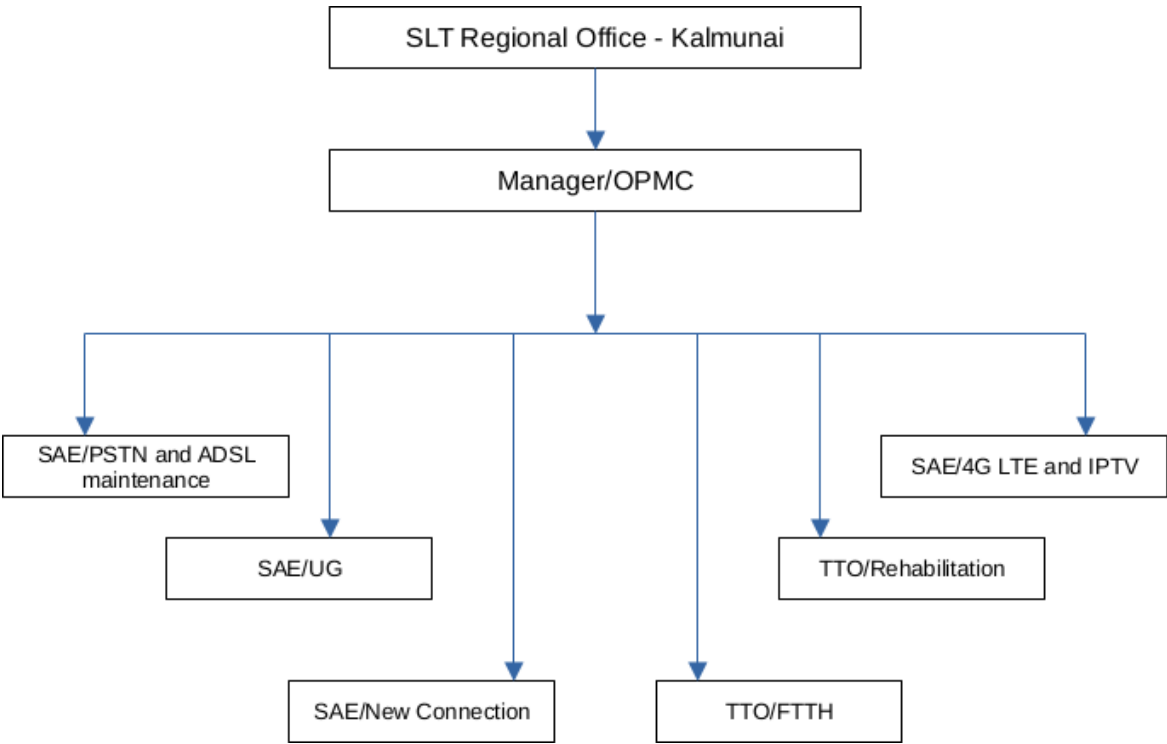 SLT Regional Office - Kalmunai
Manager/OPMC
SAE/PSTN and ADSL
maintenance
SAE/4G LTE and IPTV
SAE/UG
TTO/Rehabilitation
SAE/New Connection
TTO/FTTH